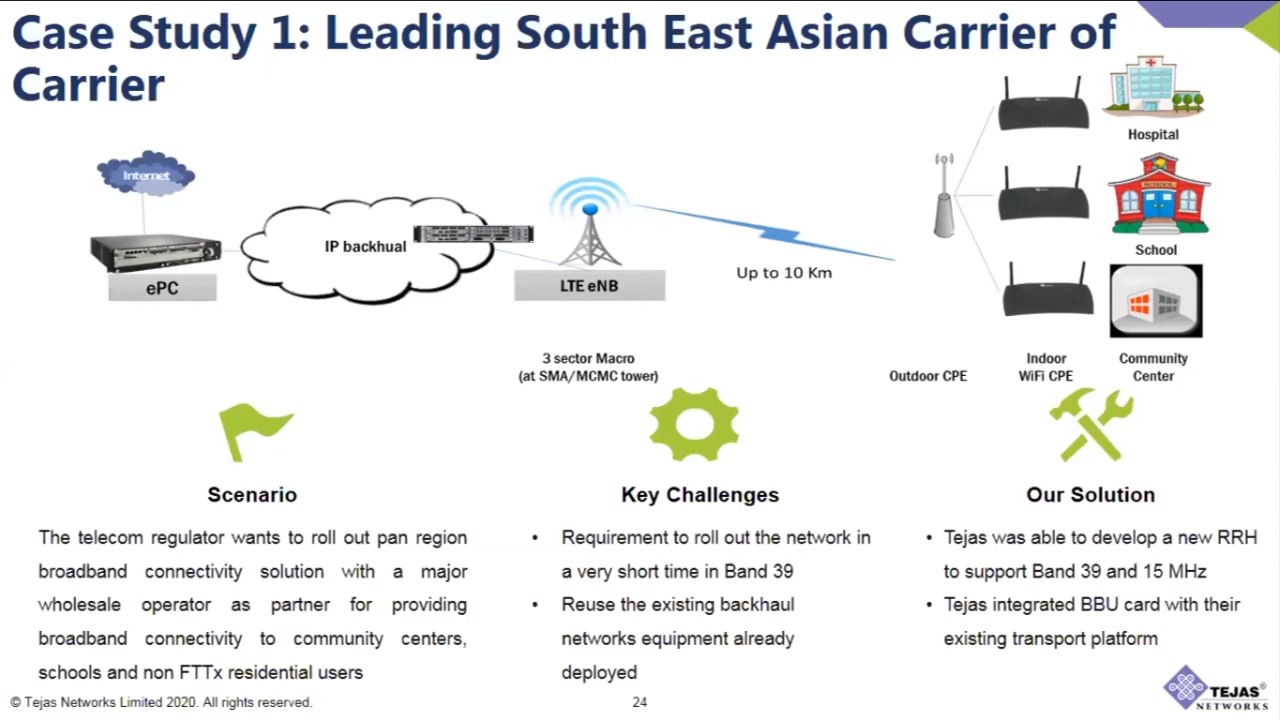 Case Study 1: Leading South East Asian Carrier of
Carrier
Internet
ePC
IP backhual
LTE eNB
Up to 10 Km
Hospital
SCHOOL
School
3 sector Macro
(at SMA/MCMC tower)
Outdoor CPE
Indoor
WiFi CPE
Community
Center
Scenario
The telecom regulator wants to roll out pan region
broadband connectivity solution with a major
wholesale operator as partner for providing
broadband connectivity to community centers,
schools and non FTTx residential users
Key Challenges
• Requirement to roll out the network in
a very short time in Band 39
• Reuse the existing backhaul
networks equipment already
deployed
Our Solution
• Tejas was able to develop a new RRH
to support Band 39 and 15 MHz
• Tejas integrated BBU card with their
existing transport platform
© Tejas Networks Limited 2020. All rights reserved.
24
TEJAS®
NETWORKS